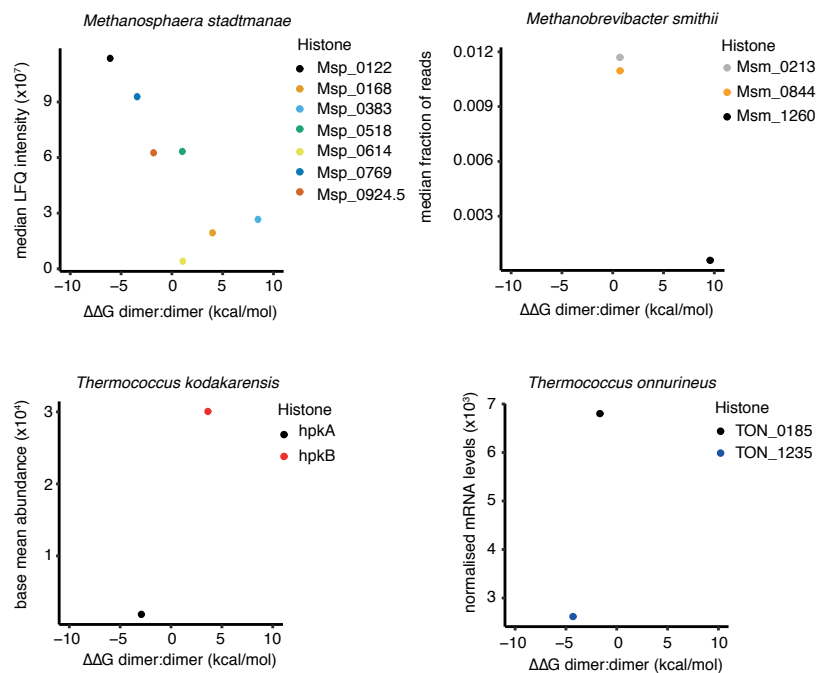 Methanosphaera stadtmanae
median LFQ intensity (x10⁷)
9
6
3
0
−10
−5
0
5
10
ΔΔG dimer:dimer (kcal/mol)
Histone
Msp_0122
Msp_0168
Msp_0383
Msp_0518
Msp_0614
Msp_0769
Msp_0924.5
Methanobrevibacter smithii
median fraction of reads
0.012
0.009
0.006
0.003
−10
−5
0
5
10
ΔΔG dimer:dimer (kcal/mol)
Histone
Msm_0213
Msm_0844
Msm_1260
Thermococcus kodakarensis
base mean abundance (x10⁴)
3
1
−10
−5
0
5
10
ΔΔG dimer:dimer (kcal/mol)
Histone
hpkA
hpkB
Thermococcus onnurineus
normalised mRNA levels (x10³)
7
6
5
4
3
−10
−5
0
5
10
ΔΔG dimer:dimer (kcal/mol)
Histone
TON_0185
TON_1235